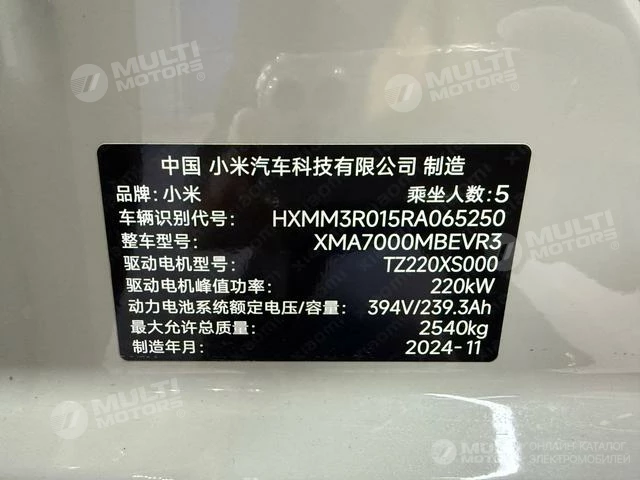 中国 小米汽车科技有限公司 制造
品牌:小米 乘坐人数:5
车辆识别代号: HXMM3R015RA065250
整车型号: XMA7000MBEVR3
驱动电机型号: TZ220XS000
驱动电机峰值功率: 220kW
动力电池系统额定电压/容量: 394V/239.3Ah
最大允许总质量: 2540kg
制造年月: 2024-11
MULTI MOTORS
MULTI MOTORS
MULTI MOTORS
MULTI MOTORS
ОНЛАЙН-КАТАЛОГ
ЭЛЕКТРОМОБИЛЕЙ